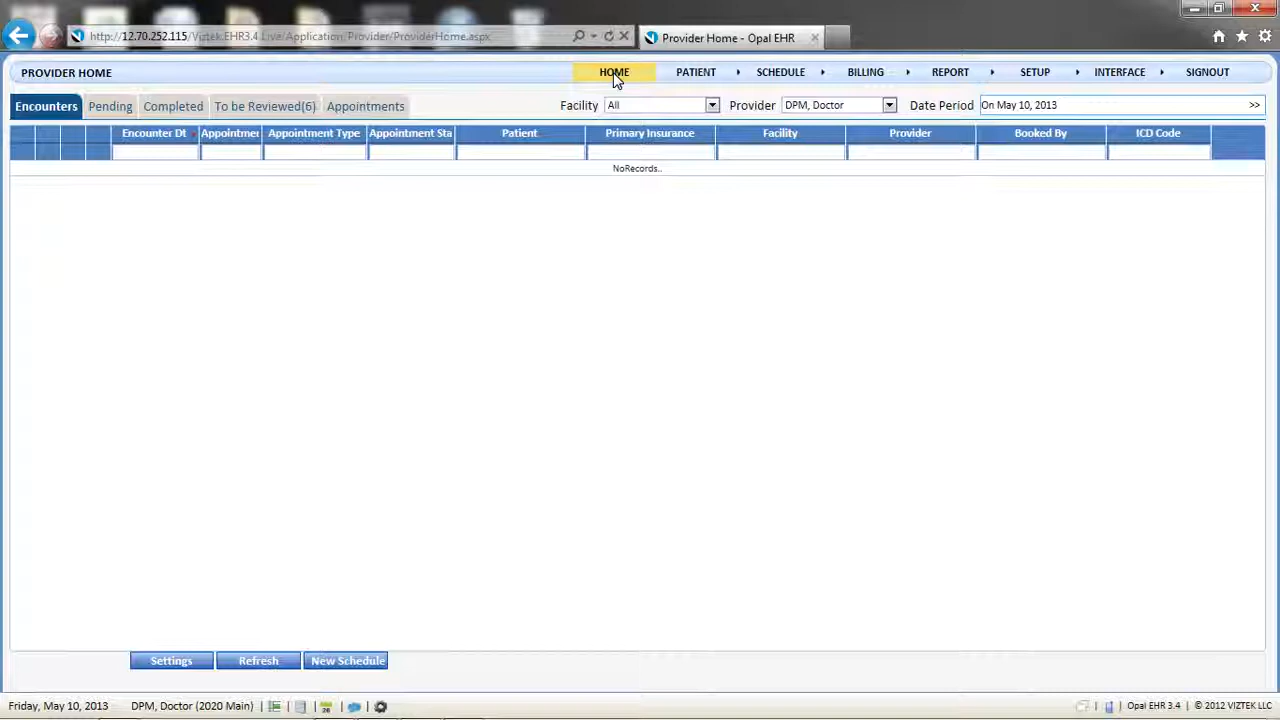 http://12.70.252.115/Viztek.EHR3.4 Live/Application/Provider/ProviderHome.aspx
Provider Home - Opal EHR
PROVIDER HOME
HOME
PATIENT
SCHEDULE
BILLING
REPORT
SETUP
INTERFACE
SIGNOUT
Encounters
Pending
Completed
To be Reviewed(6)
Appointments
Facility
All
Provider
DPM, Doctor
Date Period
On May 10, 2013
>>
Encounter Dt
Appointmer
Appointment Type
Appointment Sta
Patient
Primary Insurance
Facility
Provider
Booked By
ICD Code
NoRecords..
Settings
Refresh
New Schedule
Friday, May 10, 2013
DPM, Doctor (2020 Main)
Opal EHR 3.4
© 2012 VIZTEK LLC